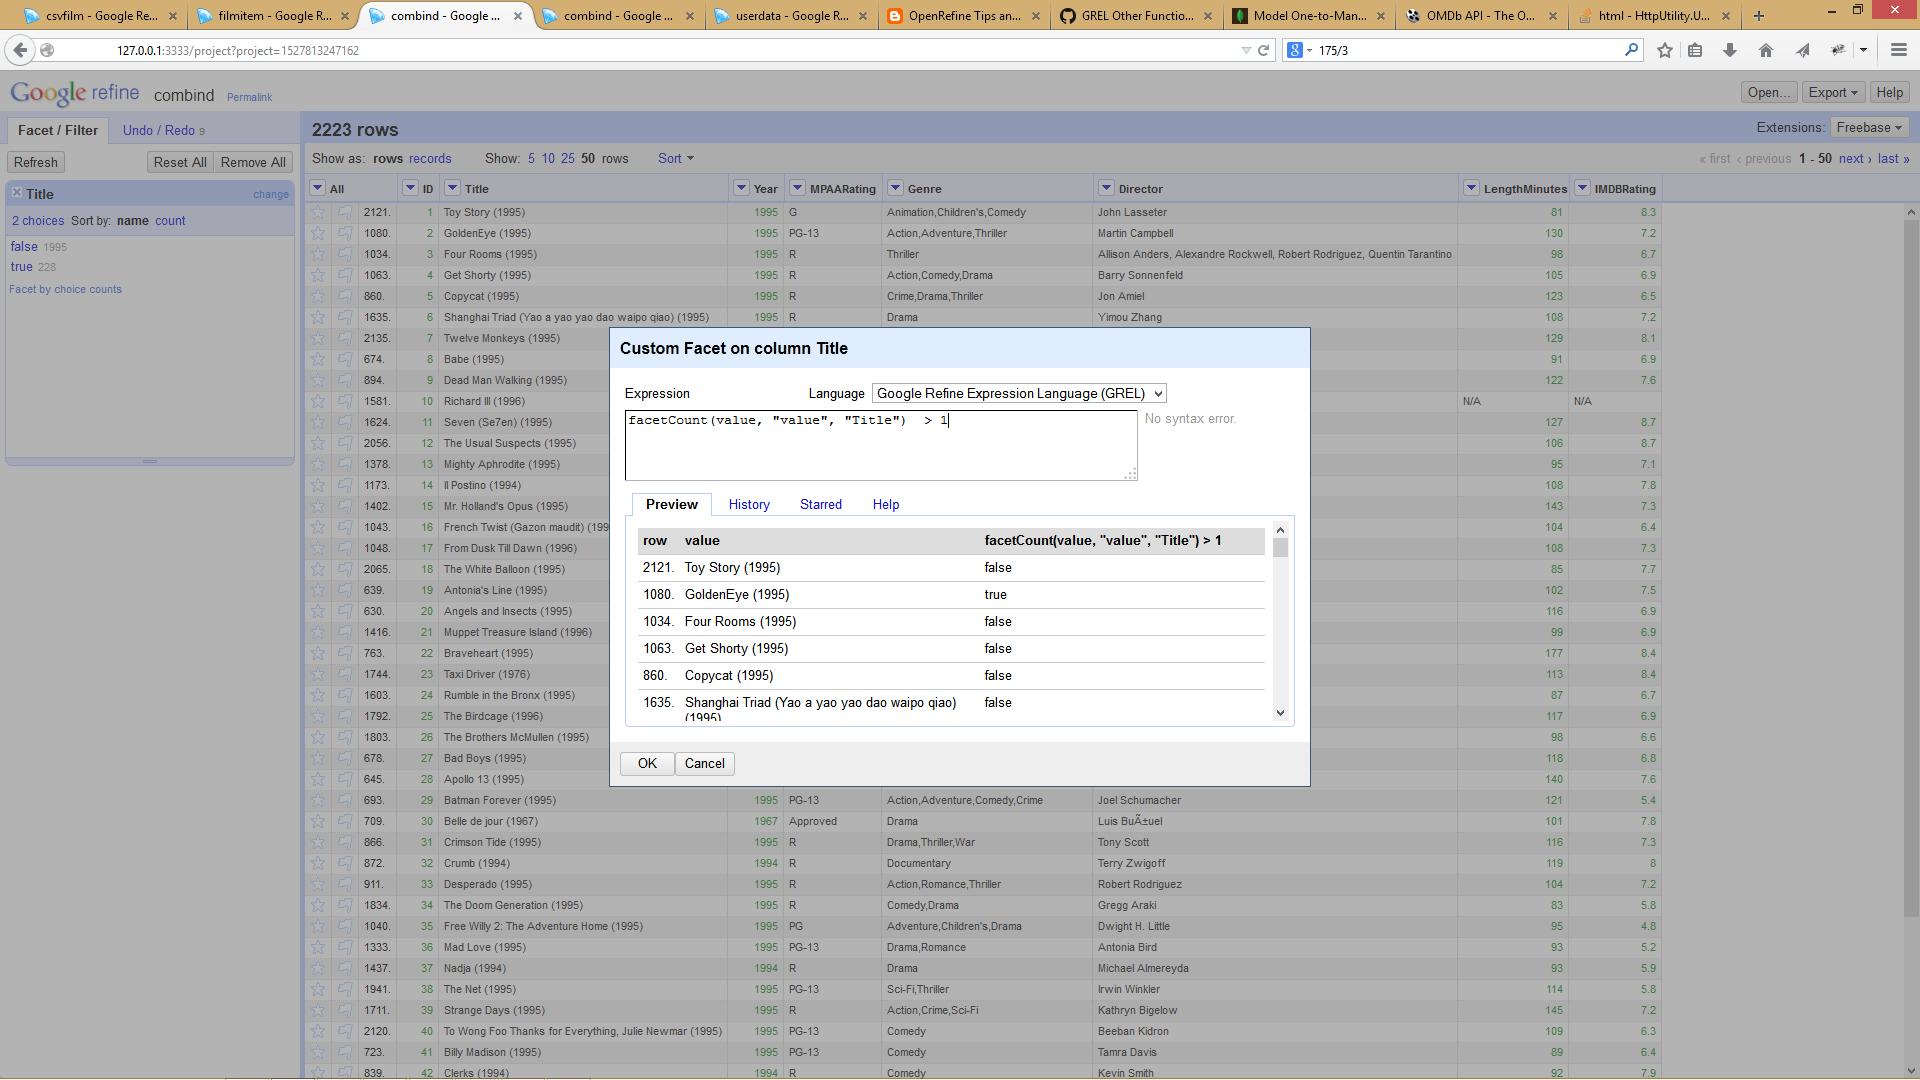 csvfilm - Google Re...
filmitem - Google R...
combind - Google ...
combind - Google ...
userdata - Google R...
OpenRefine Tips an...
GREL Other Functio...
Model One-to-Man...
OMDb API - The O...
html - HttpUtility.U...
127.0.0.1:3333/project?project=1527813247162
175/3
Google refine combind Permalink
Open... Export Help
Facet / Filter Undo / Redo 9
2223 rows
Extensions: Freebase
Refresh Reset All Remove All
Show as: rows records Show: 5 10 25 50 rows Sort
« first ‹ previous 1 - 50 next › last »
Title change
2 choices Sort by: name count
false 1995
true 228
Facet by choice counts
All ID Title Year MPAARating Genre Director LengthMinutes IMDBRating
2121. 1 Toy Story (1995) 1995 G Animation,Children's,Comedy John Lasseter 81 8.3
1080. 2 GoldenEye (1995) 1995 PG-13 Action,Adventure,Thriller Martin Campbell 130 7.2
1034. 3 Four Rooms (1995) 1995 R Thriller Allison Anders, Alexandre Rockwell, Robert Rodriguez, Quentin Tarantino 98 6.7
1063. 4 Get Shorty (1995) 1995 R Action,Comedy,Drama Barry Sonnenfeld 105 6.9
860. 5 Copycat (1995) 1995 R Crime,Drama,Thriller Jon Amiel 123 6.5
1635. 6 Shanghai Triad (Yao a yao yao dao waipo qiao) (1995) 1995 R Drama Yimou Zhang 108 7.2
2135. 7 Twelve Monkeys (1995) 129 8.1
674. 8 Babe (1995) 91 6.9
894. 9 Dead Man Walking (1995) 122 7.6
1581. 10 Richard III (1996) N/A N/A
1624. 11 Seven (Se7en) (1995) 127 8.7
2056. 12 The Usual Suspects (1995) 106 8.7
1378. 13 Mighty Aphrodite (1995) 95 7.1
1173. 14 Il Postino (1994) 108 7.8
1402. 15 Mr. Holland's Opus (1995) 143 7.3
1043. 16 French Twist (Gazon maudit) (199 104 6.4
1048. 17 From Dusk Till Dawn (1996) 108 7.3
2065. 18 The White Balloon (1995) 85 7.7
639. 19 Antonia's Line (1995) 102 7.5
630. 20 Angels and Insects (1995) 116 6.9
1416. 21 Muppet Treasure Island (1996) 99 6.9
763. 22 Braveheart (1995) 177 8.4
1744. 23 Taxi Driver (1976) 113 8.4
1603. 24 Rumble in the Bronx (1995) 87 6.7
1792. 25 The Birdcage (1996) 117 6.9
1803. 26 The Brothers McMullen (1995) 98 6.6
678. 27 Bad Boys (1995) 118 6.8
645. 28 Apollo 13 (1995) 140 7.6
693. 29 Batman Forever (1995) 1995 PG-13 Action,Adventure,Comedy,Crime Joel Schumacher 121 5.4
709. 30 Belle de jour (1967) 1967 Approved Drama Luis BuÃ±uel 101 7.8
866. 31 Crimson Tide (1995) 1995 R Drama,Thriller,War Tony Scott 116 7.3
872. 32 Crumb (1994) 1994 R Documentary Terry Zwigoff 119 8
911. 33 Desperado (1995) 1995 R Action,Romance,Thriller Robert Rodriguez 104 7.2
1834. 34 The Doom Generation (1995) 1995 R Comedy,Drama Gregg Araki 83 5.8
1040. 35 Free Willy 2: The Adventure Home (1995) 1995 PG Adventure,Children's,Drama Dwight H. Little 95 4.8
1333. 36 Mad Love (1995) 1995 PG-13 Drama,Romance Antonia Bird 93 5.2
1437. 37 Nadja (1994) 1994 R Drama Michael Almereyda 93 5.9
1941. 38 The Net (1995) 1995 PG-13 Sci-Fi,Thriller Irwin Winkler 114 5.8
1711. 39 Strange Days (1995) 1995 R Action,Crime,Sci-Fi Kathryn Bigelow 145 7.2
2120. 40 To Wong Foo Thanks for Everything, Julie Newmar (1995) 1995 PG-13 Comedy Beeban Kidron 109 6.3
723. 41 Billy Madison (1995) 1995 PG-13 Comedy Tamra Davis 89 6.4
839. 42 Clerks (1994) 1994 R Comedy Kevin Smith 92 7.9
Custom Facet on column Title
Expression Language Google Refine Expression Language (GREL)
facetCount(value, "value", "Title") > 1
No syntax error.
Preview History Starred Help
row value facetCount(value, "value", "Title") > 1
2121. Toy Story (1995) false
1080. GoldenEye (1995) true
1034. Four Rooms (1995) false
1063. Get Shorty (1995) false
860. Copycat (1995) false
1635. Shanghai Triad (Yao a yao yao dao waipo qiao) false
(1995)
OK Cancel